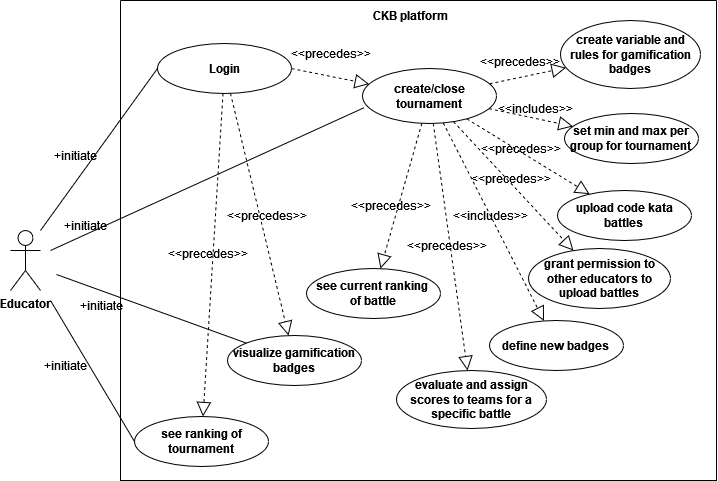 CKB platform
Login
<<precedes>>
create/close
tournament
<<precedes>>
create variable and
rules for gamification
badges
<<includes>>
set min and max per
group for tournament
<<precedes>>
upload code kata
battles
<<precedes>>
grant permission to
other educators to
upload battles
<<includes>>
define new badges
<<precedes>>
evaluate and assign
scores to teams for a
specific battle
<<precedes>>
see current ranking
of battle
<<precedes>>
visualize gamification
badges
<<precedes>>
see ranking of
tournament
+initiate
+initiate
Educator
+initiate
+initiate